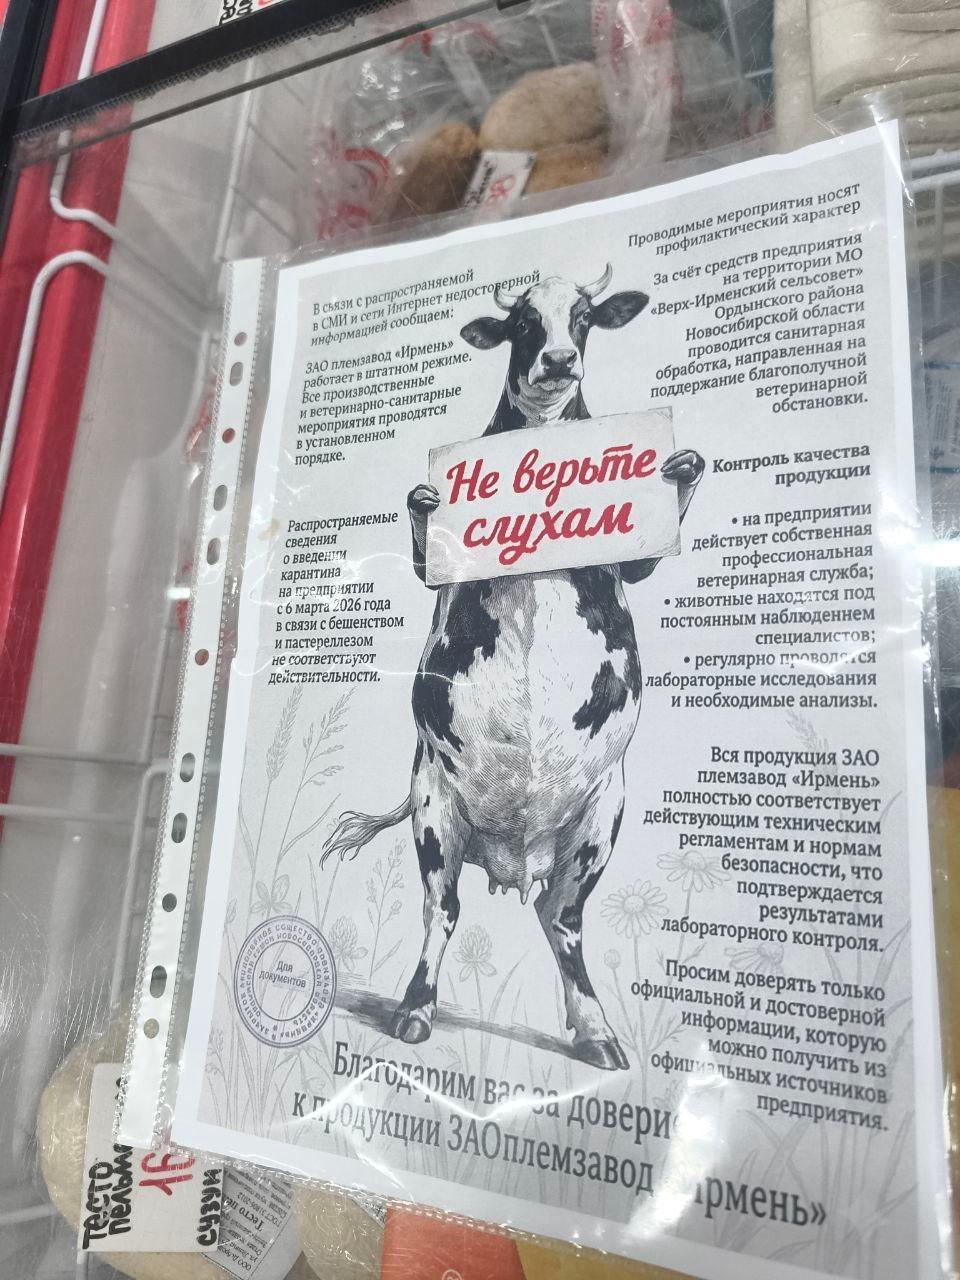 В связи с распространяемой
в СМИ и сети Интернет недостоверной
информацией сообщаем:
ЗАО племзавод «Ирмень»
работает в штатном режиме.
Все производственные
и ветеринарно-санитарные
мероприятия проводятся
в установленном
порядке.
Распространяемые
сведения
о введении
карантина
на предприятии
с 6 марта 2026 года
в связи с бешенством
и пастереллезом
не соответствуют
действительности.
Не верьте
слухам
Проводимые мероприятия носят
профилактический характер
За счёт средств предприятия
на территории МО
«Верх-Ирменский сельсовет»
Ордынского района
Новосибирской области
проводится санитарная
обработка, направленная на
поддержание благополучной
ветеринарной
обстановки.
Контроль качества
продукции
• на предприятии
действует собственная
профессиональная
ветеринарная служба;
• животные находятся под
постоянным наблюдением
специалистов;
• регулярно проводятся
лабораторные исследования
и необходимые анализы.
Вся продукция ЗАО
племзавод «Ирмень»
полностью соответствует
действующим техническим
регламентам и нормам
безопасности, что
подтверждается
результатами
лабораторного контроля.
Просим доверять только
официальной и достоверной
информации, которую
можно получить из
официальных источников
предприятия.
Для
документов
Благодарим вас за доверие
к продукции ЗАОплемзавод «Ирмень»
Тесто
Пельм
16
Сузун